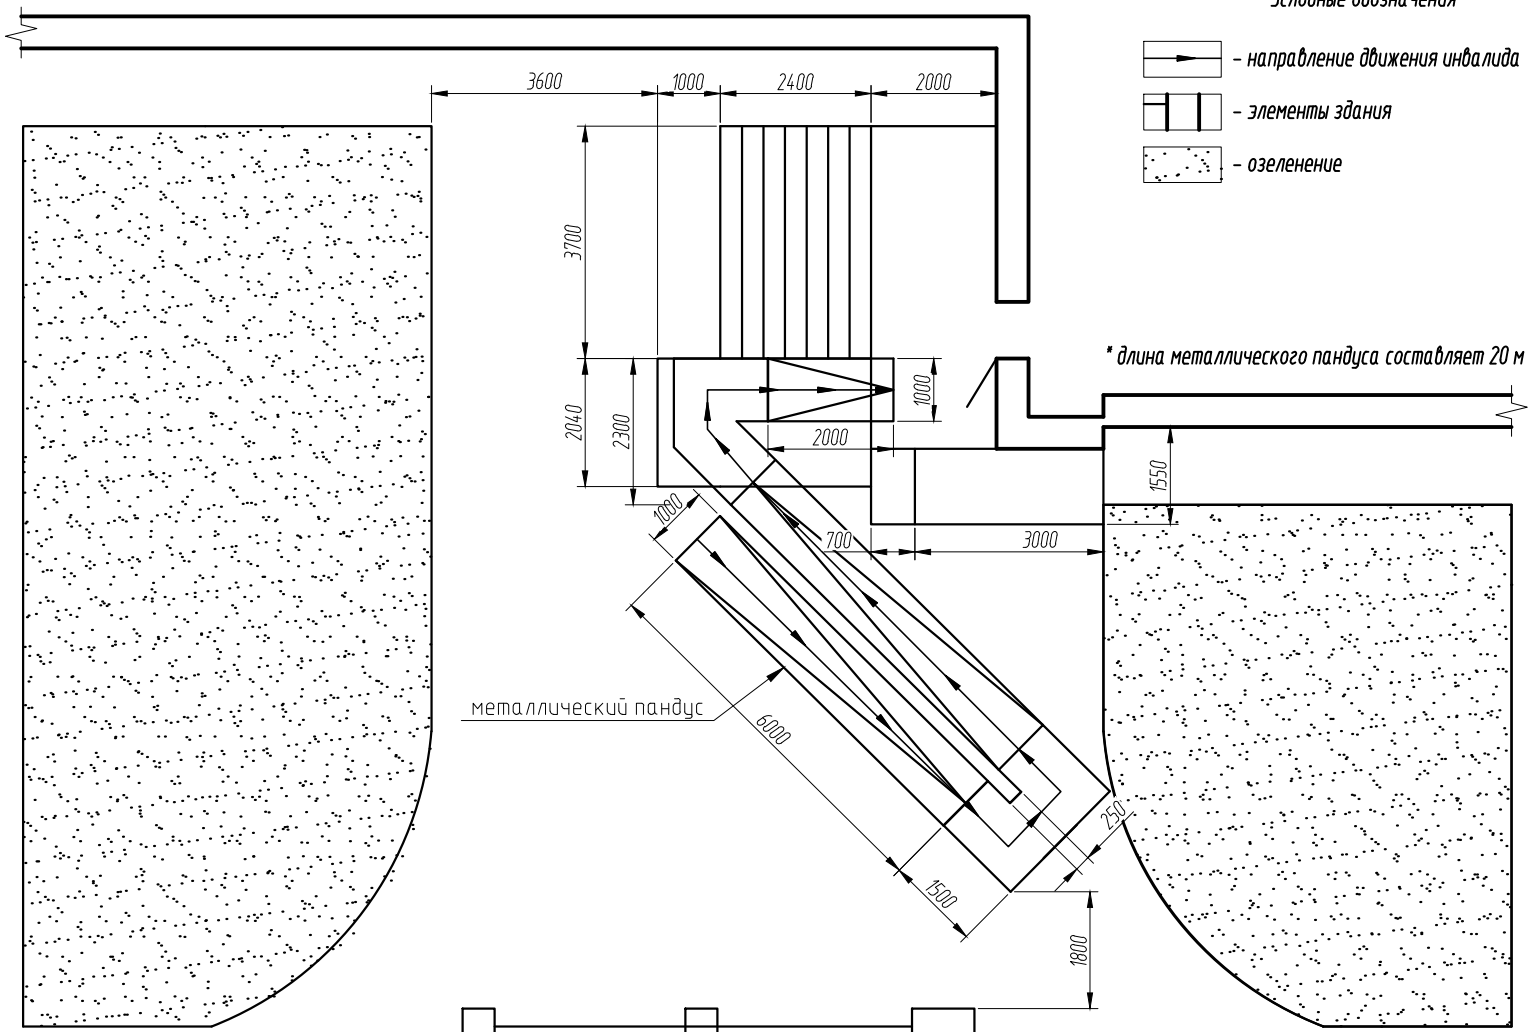 Условные обозначения
- направление движения инвалида
- элементы здания
- озеленение
3600
1000
2400
2000
3700
* длина металлического пандуса составляет 20 м
1000
2040
2300
2000
1550
1000
700
3000
металлический пандус
6000
250
1500
1800